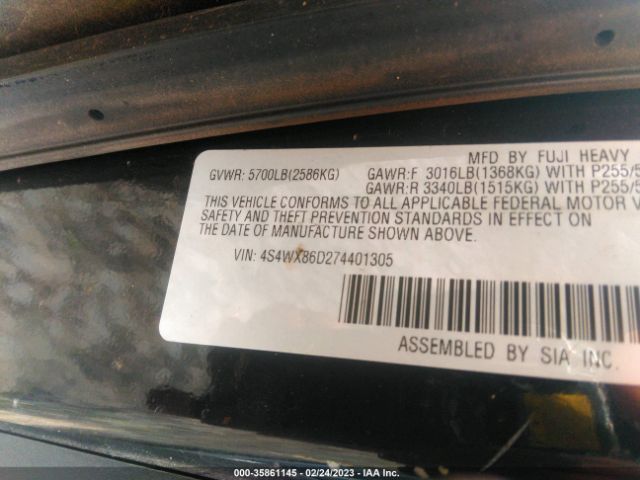 MFD BY FUJI HEAVY
GVWR: 5700LB(2586KG) GAWR:F 3016LB(1368KG) WITH P255/5
GAWR:R 3340LB(1515KG) WITH P255/
THIS VEHICLE CONFORMS TO ALL APPLICABLE FEDERAL MOTOR V
SAFETY AND THEFT PREVENTION STANDARDS IN EFFECT ON
THE DATE OF MANUFACTURE SHOWN ABOVE.
VIN: 4S4WX86D274401305
ASSEMBLED BY SIA INC.
000-35861145 - 02/24/2023 - IAA Inc.